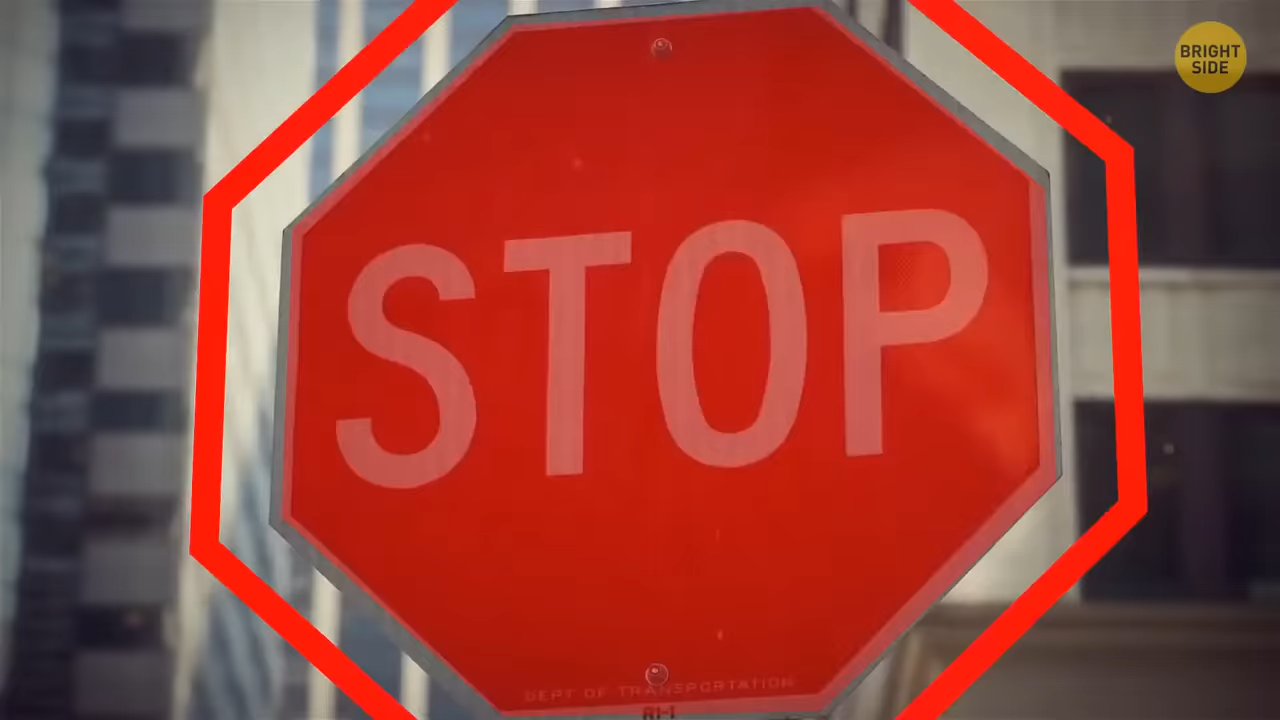 BRIGHT
SIDE
STOP
DEPT OF TRANSPORTATION
R1-1